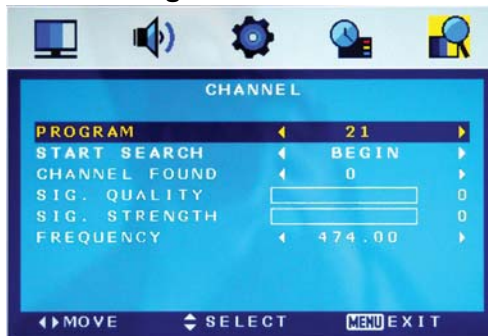 CHANNEL
PROGRAM 21
START SEARCH BEGIN
CHANNEL FOUND 0
SIG. QUALITY 0
SIG. STRENGTH 0
FREQUENCY 474.00
MOVE SELECT MENU EXIT